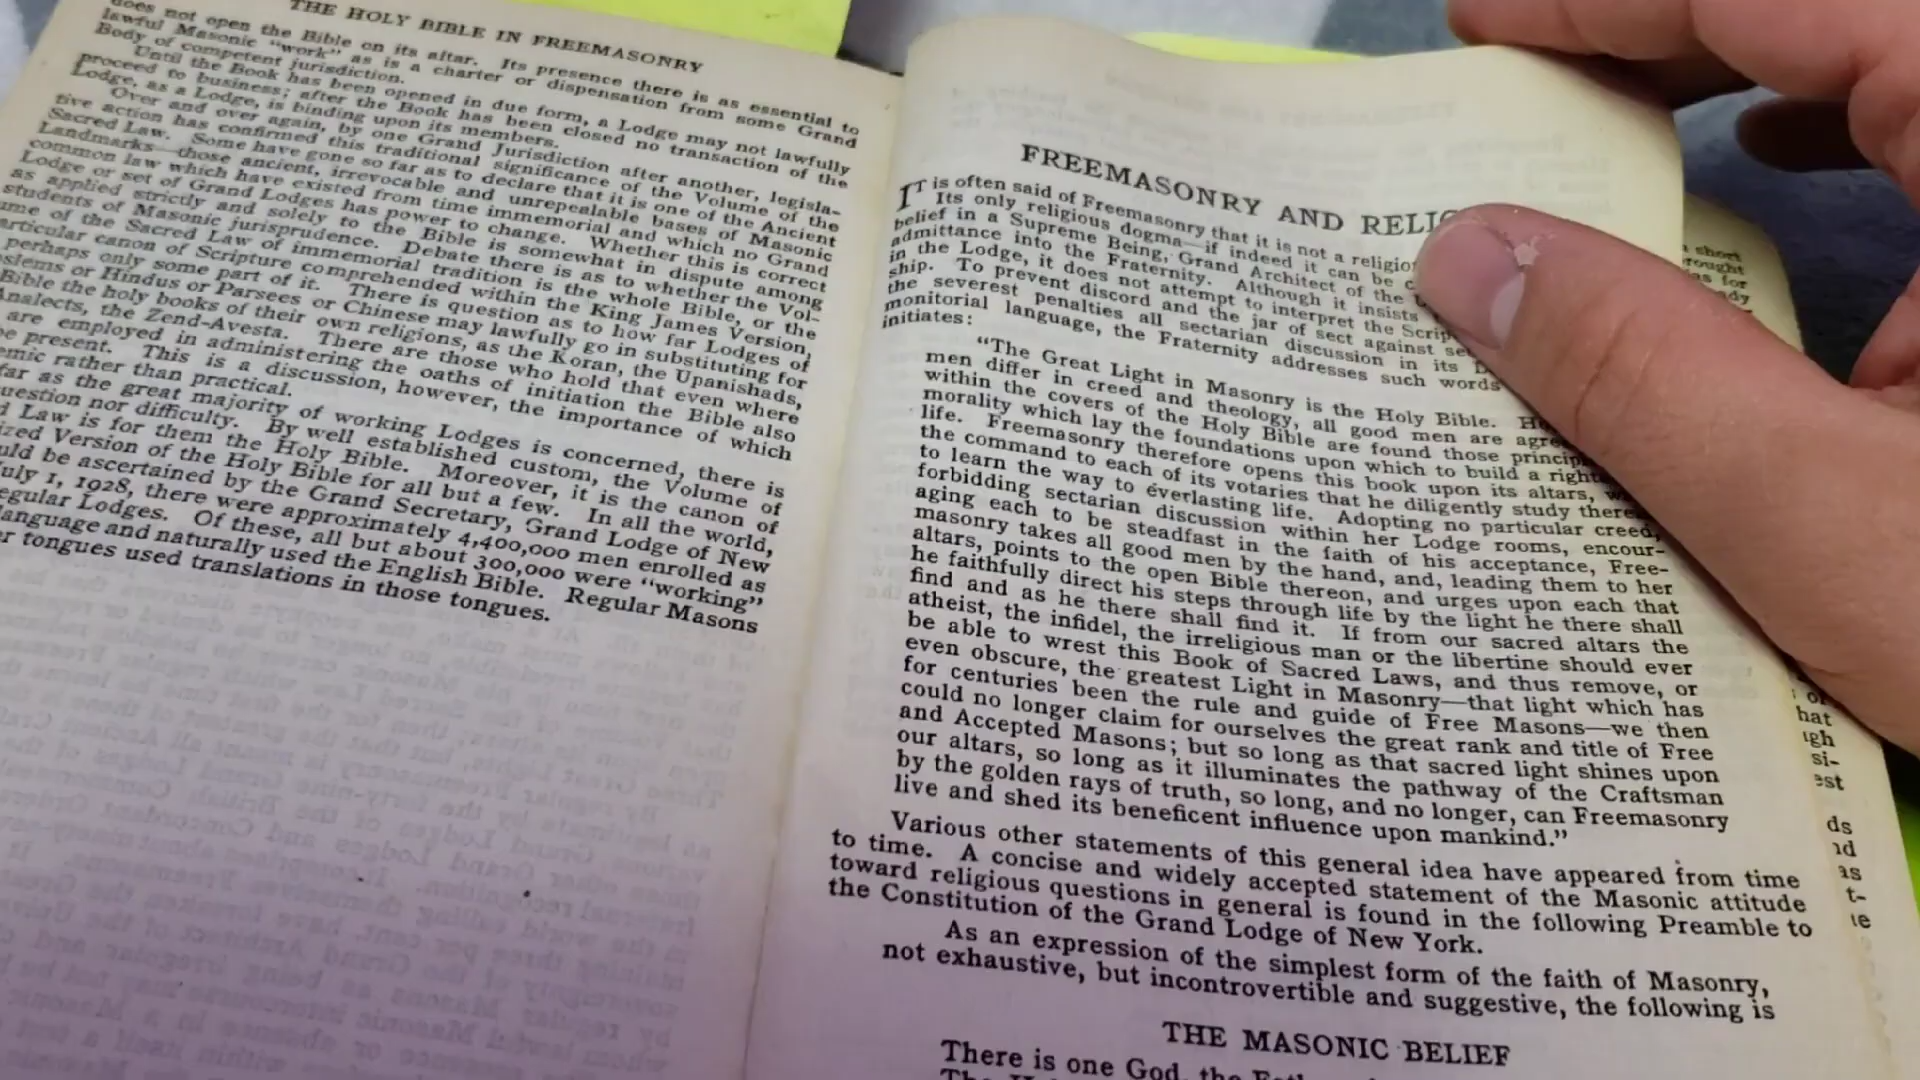 THE HOLY BIBLE IN FREEMASONRY
does not open the Bible on its altar. Its presence there is as essential to
lawful Masonic "work" as is a charter or dispensation from some Grand
Body of competent jurisdiction.
Until the Book has been opened in due form, a Lodge may not lawfully
proceed to business; after the Book has been closed no transaction of the
Lodge, as a Lodge, is binding upon its members.
Over and over again, by one Grand Jurisdiction after another, legisla-
tive action has confirmed this traditional significance of the Volume of the
Sacred Law. Some have gone so far as to declare that it is one of the Ancient
Landmarks—those ancient, irrevocable and unrepealable bases of Masonic
common law which have existed from time immemorial and which no Grand
Lodge or set of Grand Lodges has power to change. Whether this is correct
as applied strictly and solely to the Bible is somewhat in dispute among
students of Masonic jurisprudence. Debate there is as to whether the Vol-
ume of the Sacred Law of immemorial tradition is the whole Bible, or the
particular canon of Scripture comprehended within the King James Version,
perhaps only some part of it. There is question as to how far Lodges of
or Hindus or Parsees or Chinese may lawfully go in substituting for
Bible the holy books of their own religions, as the Koran, the Upanishads,
Analects, the Zend-Avesta. There are those who hold that even where
are employed in administering the oaths of initiation the Bible also
be present. This is a discussion, however, the importance of which
rather than practical.
far as the great majority of working Lodges is concerned, there is
question nor difficulty. By well established custom, the Volume of
Law is for them the Holy Bible. Moreover, it is the canon of
Version of the Holy Bible for all but a few. In all the world,
be ascertained by the Grand Secretary, Grand Lodge of New
July 1, 1928, there were approximately 4,400,000 men enrolled as
Lodges. Of these, all but about 300,000 were "working"
language and naturally used the English Bible. Regular Masons
tongues used translations in those tongues.
FREEMASONRY AND
IT is often said of Freemasonry that it is not a
Its only religious dogma—if indeed it can be
belief in a Supreme Being, Grand Architect of the
admittance into the Fraternity. Although it insists
in the Lodge, it does not attempt to interpret the
ship. To prevent discord and the jar of sect against
the severest penalties all sectarian discussion in its
monitorial language, the Fraternity addresses such words
initiates:
"The Great Light in Masonry is the Holy Bible.
men differ in creed and theology, all good men are
within the covers of the Holy Bible are found those
morality which lay the foundations upon which to build a
life. Freemasonry therefore opens this book upon its altars,
the command to each of its votaries that he diligently study
to learn the way to everlasting life. Adopting no particular creed,
forbidding sectarian discussion within her Lodge rooms, encour-
aging each to be steadfast in the faith of his acceptance, Free-
masonry takes all good men by the hand, and, leading them to her
altars, points to the open Bible thereon, and urges upon each that
he faithfully direct his steps through life by the light he there shall
find and as he there shall find it. If from our sacred altars the
atheist, the infidel, the irreligious man or the libertine should ever
be able to wrest this Book of Sacred Laws, and thus remove, or
even obscure, the greatest Light in Masonry—that light which has
for centuries been the rule and guide of Free Masons—we then
could no longer claim for ourselves the great rank and title of Free
and Accepted Masons; but so long as that sacred light shines upon
our altars, so long as it illuminates the pathway of the Craftsman
by the golden rays of truth, so long, and no longer, can Freemasonry
live and shed its beneficent influence upon mankind."
Various other statements of this general idea have appeared from time
to time. A concise and widely accepted statement of the Masonic attitude
toward religious questions in general is found in the following Preamble to
the Constitution of the Grand Lodge of New York.
As an expression of the simplest form of the faith of Masonry,
not exhaustive, but incontrovertible and suggestive, the following is
THE MASONIC BELIEF
There is one God, the